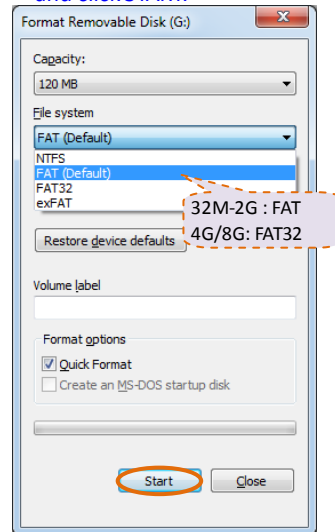 Format Removable Disk (G:)
Capacity:
120 MB
File system
FAT (Default)
NTFS
FAT (Default)
FAT32
exFAT
32M-2G : FAT
4G/8G: FAT32
Restore device defaults
Volume label
Format options
Quick Format
Create an MS-DOS startup disk
Start
Close